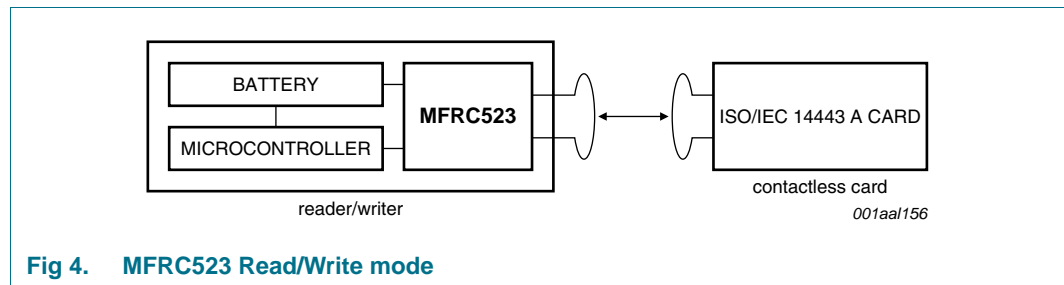 BATTERY
MICROCONTROLLER
MFRC523
ISO/IEC 14443 A CARD
reader/writer
contactless card
001aal156
Fig 4. MFRC523 Read/Write mode